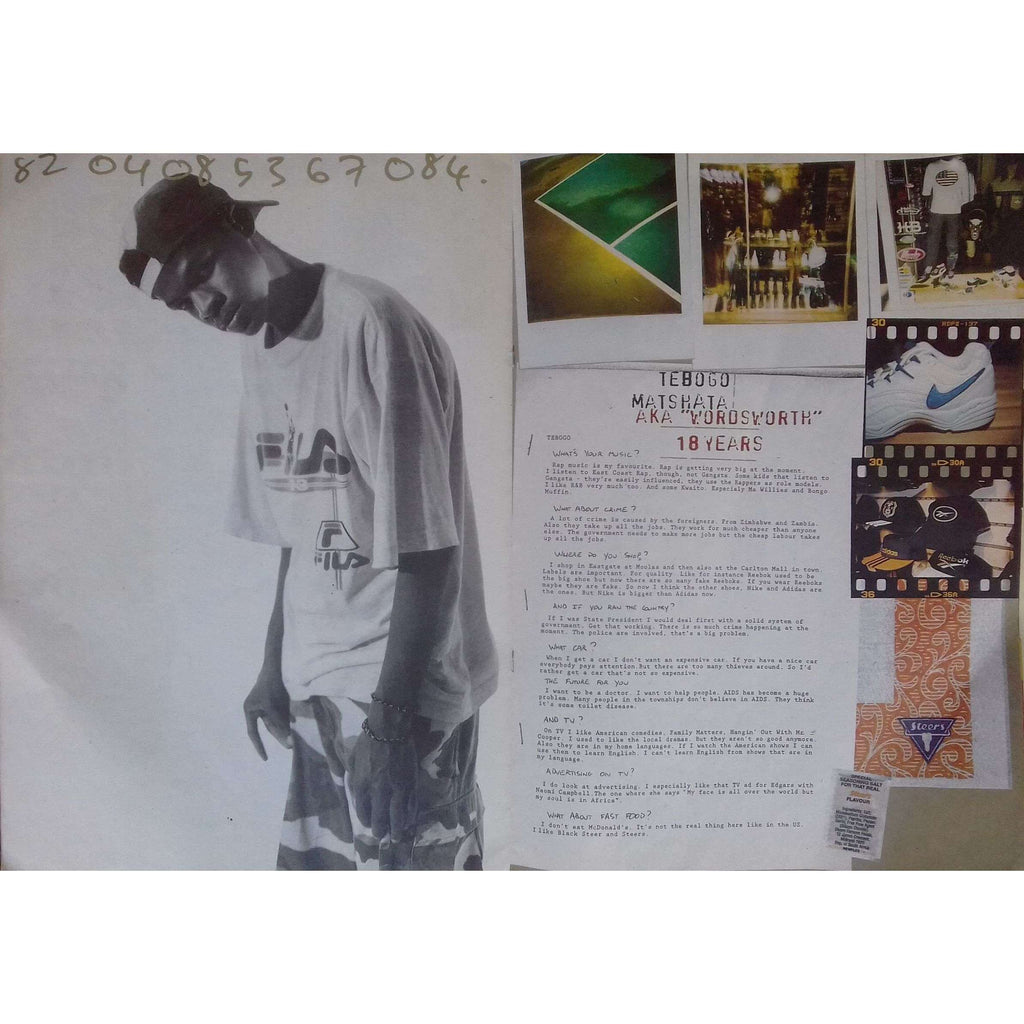 82 0408 5367 084.
FILA
FILA
TEBOGO
MATSHATA
AKA "WORDSWORTH"
18 YEARS
TEBOGO
WHAT'S YOUR MUSIC?
Rap music is my favourite. Rap is getting very big at the moment.
I listen to East Coast Rap, though, not Gangsta. Some kids that listen to
Gangsta - they're easily influenced, they use the Rappers as role models.
I like R&B very much too. And some Kwaito. Especialy Ma Willies and Bongo
Muffin.
WHAT ABOUT CRIME?
A lot of crime is caused by the foreigners. From Zimbabwe and Zambia.
Also they take up all the jobs. They work for much cheaper than anyone
else. The government needs to make more jobs but the cheap labour takes
up all the jobs.
WHERE DO YOU SHOP?
I shop in Eastgate at Moolas and then also at the Carlton Mall in town.
Labels are important. For quality. Like for instance Reebok used to be
the big shoe but now there are so many fake Reeboks. If you wear Reeboks
maybe they are Fake. So now I think the other shoes, Nike and Adidas are
the ones. But Nike is bigger than Adidas now.
AND IF YOU RAN THE COUNTRY?
If I was State President I would deal first with a solid system of
government. Get that working. There is so much crime happening at the
moment. The police are involved, that's a big problem.
WHAT CAR?
When I get a car I don't want an expensive car. If you have a nice car
everybody pays attention.But there are too many thieves around. So I'd
rather get a car that's not so expensive.
THE FUTURE FOR YOU
I want to be a doctor. I want to help people. AIDS has become a huge
problem. Many people in the townships don't believe in AIDS. They think
it's some toilet disease.
AND TV?
On TV I like American comedies. Family Matters, Hangin' Out With Mr
Cooper. I used to like the local dramas. But they aren't so good anymore.
Also they are in my home languages. If I watch the American shows I can
use them to learn English. I can't learn English from shows that are in
my language.
ADVERTISING ON TV?
I do look at advertising. I especially like that TV ad for Edgars with
Naomi Campbell.The one where she says "My face is all over the world but
my soul is in Africa".
WHAT ABOUT FAST FOOD?
I don't eat McDonald's. It's not the real thing here like in the US.
I like Black Steer and Steers.
30 RDP2-137
30 30A
adidas
Reebok
36 36A
Steers
SEASONING SALT
FOR THAT REAL
Steers
FLAVOUR